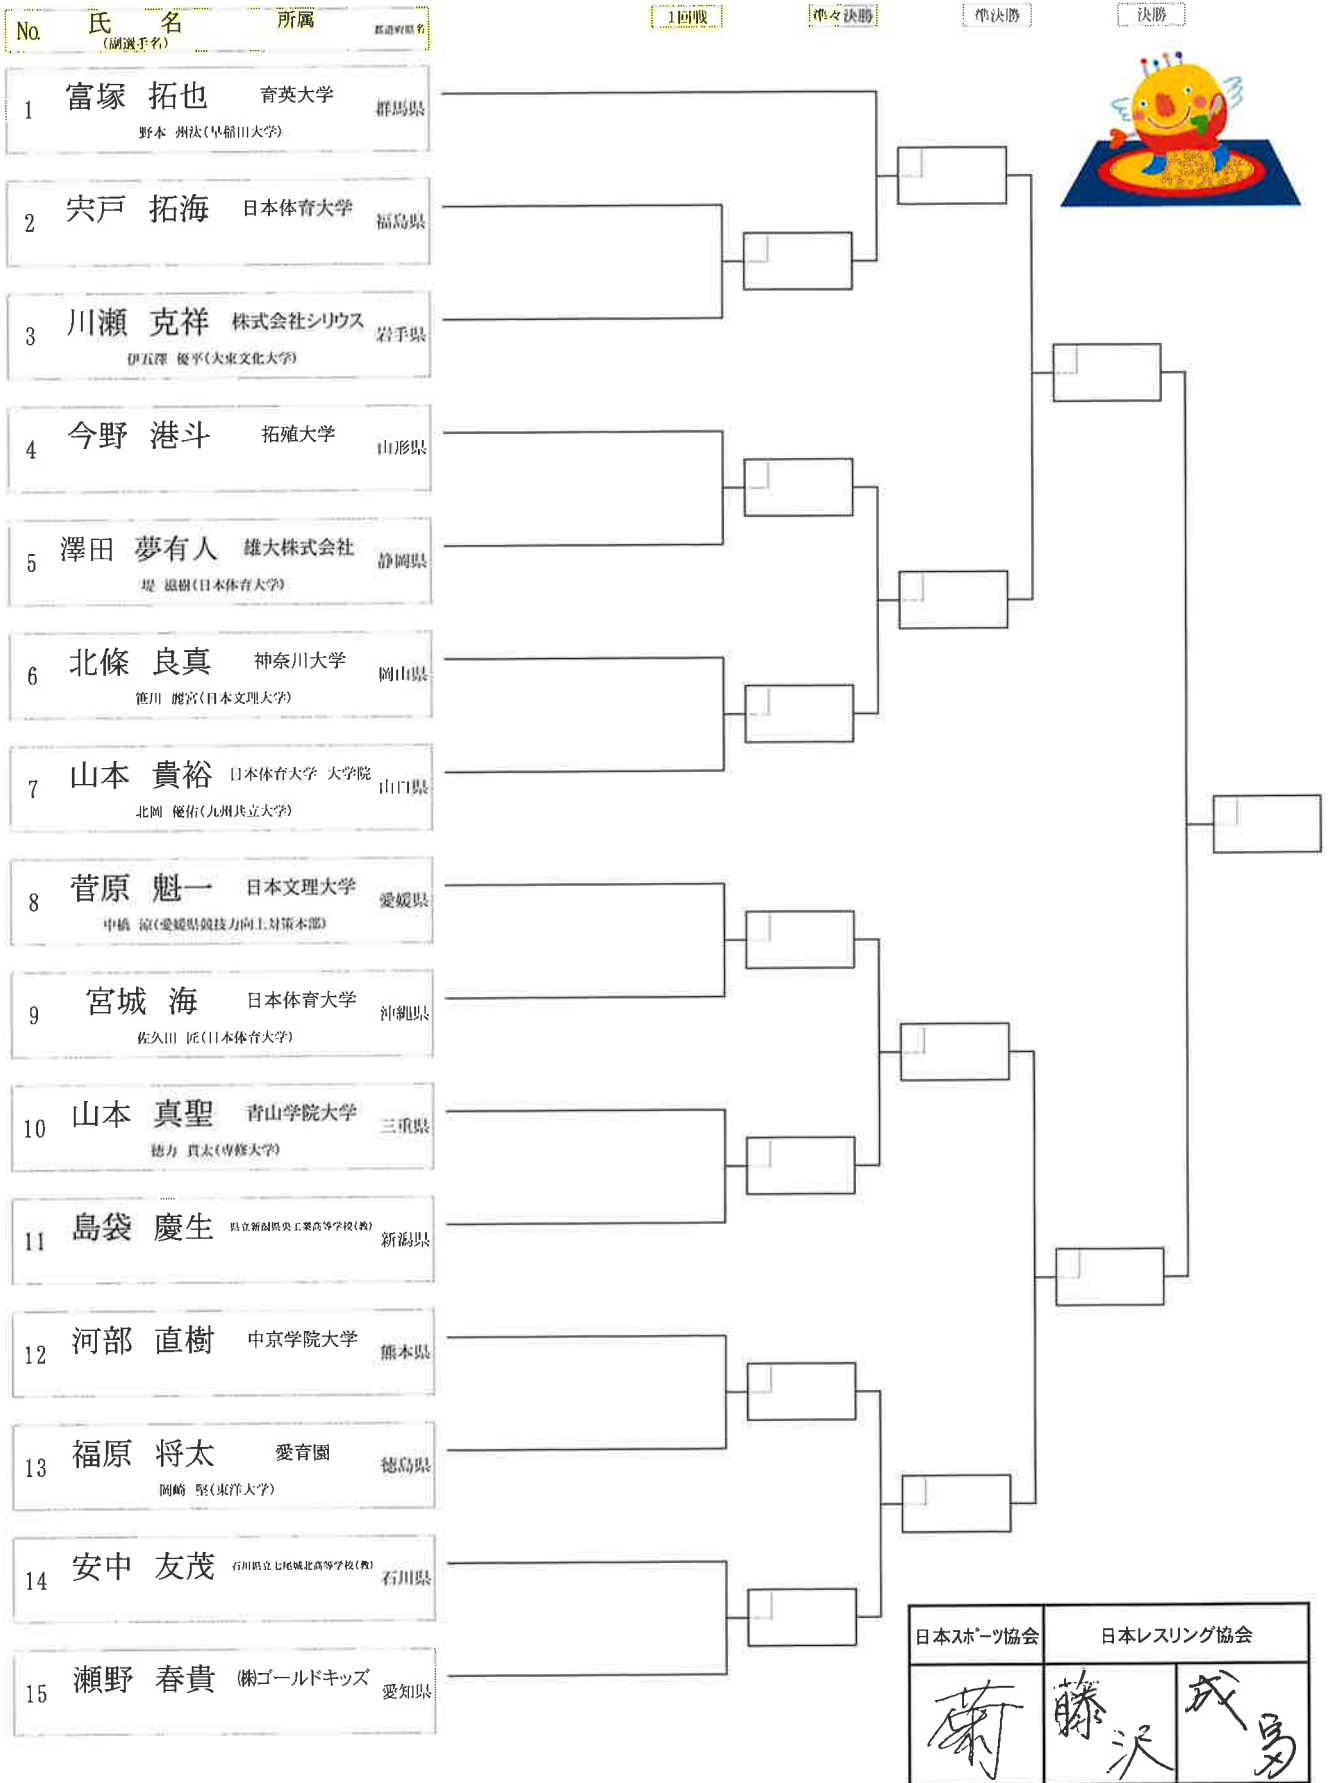 No. 氏 名 所属 都道府県名 1回戦 準々決勝 準決勝 決勝
(副選手名)
1 富塚 拓也 育英大学 群馬県
野本 州汰(早稲田大学)
2 宍戸 拓海 日本体育大学 福島県
3 川瀬 克祥 株式会社シリウス 岩手県
伊五澤 優平(大東文化大学)
4 今野 港斗 拓殖大学 山形県
5 澤田 夢有人 雄大株式会社 静岡県
堤 滋樹(日本体育大学)
6 北條 良真 神奈川大学 岡山県
笹川 麗宮(日本文理大学)
7 山本 貴裕 日本体育大学 大学院 山口県
北岡 優佑(九州共立大学)
8 菅原 魁一 日本文理大学 愛媛県
中橋 涼(愛媛県競技力向上対策本部)
9 宮城 海 日本体育大学 沖縄県
佐久田 匠(日本体育大学)
10 山本 真聖 青山学院大学 三重県
徳力 貫太(専修大学)
11 島袋 慶生 県立新潟県央工業高等学校(教) 新潟県
12 河部 直樹 中京学院大学 熊本県
13 福原 将太 愛育園 徳島県
岡崎 堅(東洋大学)
14 安中 友茂 石川県立七尾城北高等学校(教) 石川県
15 瀬野 春貴 ㈱ゴールドキッズ 愛知県
日本スポーツ協会 日本レスリング協会
藤沢